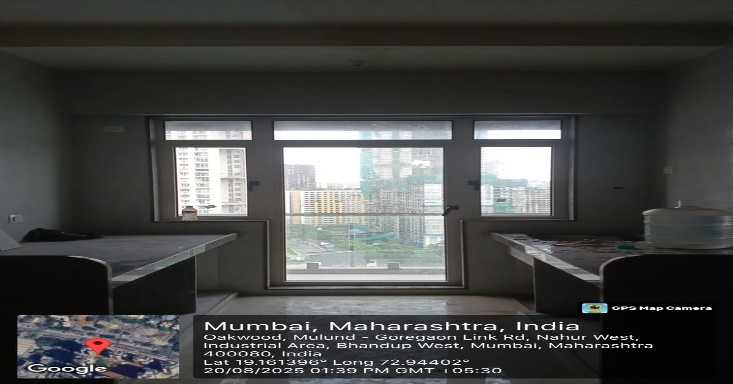 GPS Map Camera
Mumbai, Maharashtra, India
Oakwood, Mulund - Goregaon Link Rd, Nahur West,
Industrial Area, Bhandup West, Mumbai, Maharashtra
400080, India
Lat 19.161396° Long 72.94402°
20/08/2025 01:39 PM GMT +05:30
Google